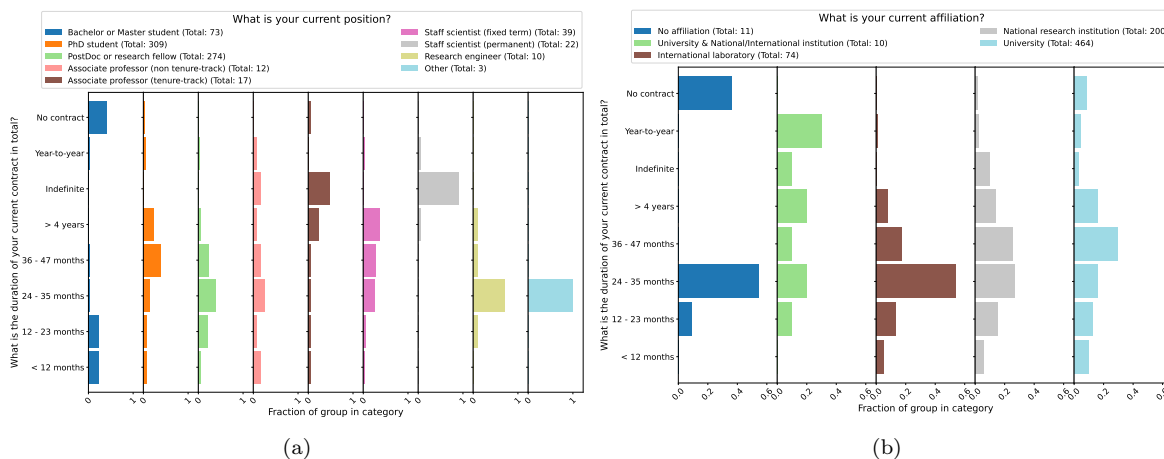 What is your current position?
Bachelor or Master student (Total: 73)
PhD student (Total: 309)
PostDoc or research fellow (Total: 274)
Associate professor (non tenure-track) (Total: 12)
Associate professor (tenure-track) (Total: 17)
Staff scientist (fixed term) (Total: 39)
Staff scientist (permanent) (Total: 22)
Research engineer (Total: 10)
Other (Total: 3)
What is the duration of your current contract in total?
No contract
Year-to-year
Indefinite
> 4 years
36 - 47 months
24 - 35 months
12 - 23 months
< 12 months
0 1 0 1 0 1 0 1 0 1 0 1 0 1 0 1 0 1
Fraction of group in category
(a)
What is your current affiliation?
No affiliation (Total: 11)
University & National/International institution (Total: 10)
International laboratory (Total: 74)
National research institution (Total: 200
University (Total: 464)
What is the duration of your current contract in total?
No contract
Year-to-year
Indefinite
> 4 years
36 - 47 months
24 - 35 months
12 - 23 months
< 12 months
0.0 0.2 0.4 0.6 0.0 0.2 0.4 0.6 0.0 0.2 0.4 0.6 0.0 0.2 0.4 0.6 0.0 0.2 0.4 0.6
Fraction of group in category
(b)